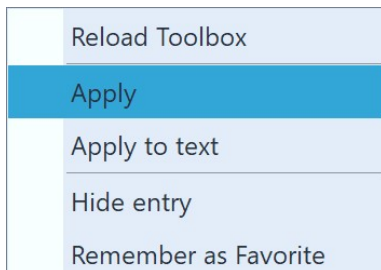 Reload Toolbox
Apply
Apply to text
Hide entry
Remember as Favorite